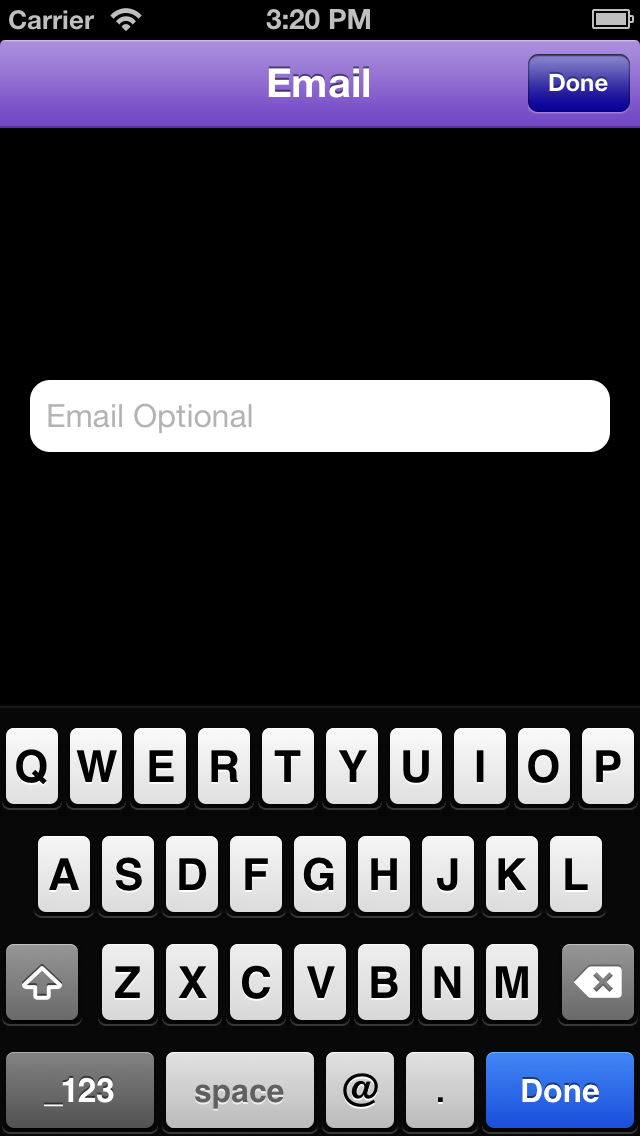 Carrier 3:20 PM
Email Done
Email Optional
Q W E R T Y U I O P
A S D F G H J K L
Z X C V B N M
_123 space @ . Done